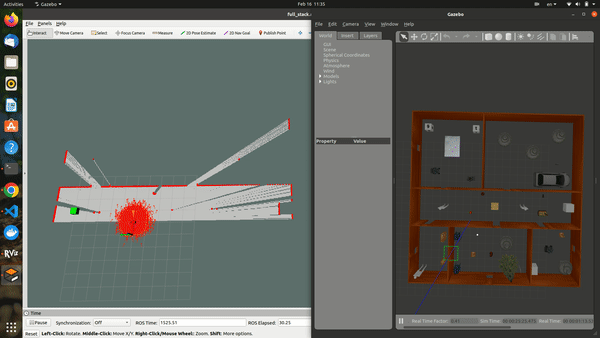 Activities
Gazebo
Feb 16 11:35
en
full_stack.
Gazebo
File Panels Help
File Edit Camera View Window Help
Interact Move Camera Select Focus Camera Measure 2D Pose Estimate 2D Nav Goal Publish Point
World Insert Layers
GUI
Scene
Spherical Coordinates
Physics
Atmosphere
Wind
Models
Lights
Property Value
Time
Pause Synchronization: Off ROS Time: 1523.51 ROS Elapsed: 30.25
Real Time Factor: 0.41 Sim Time: Real Time:
Reset Left-Click: Rotate. Middle-Click: Move X/Y. Right-Click/Mouse Wheel: Zoom. Shift: More options.